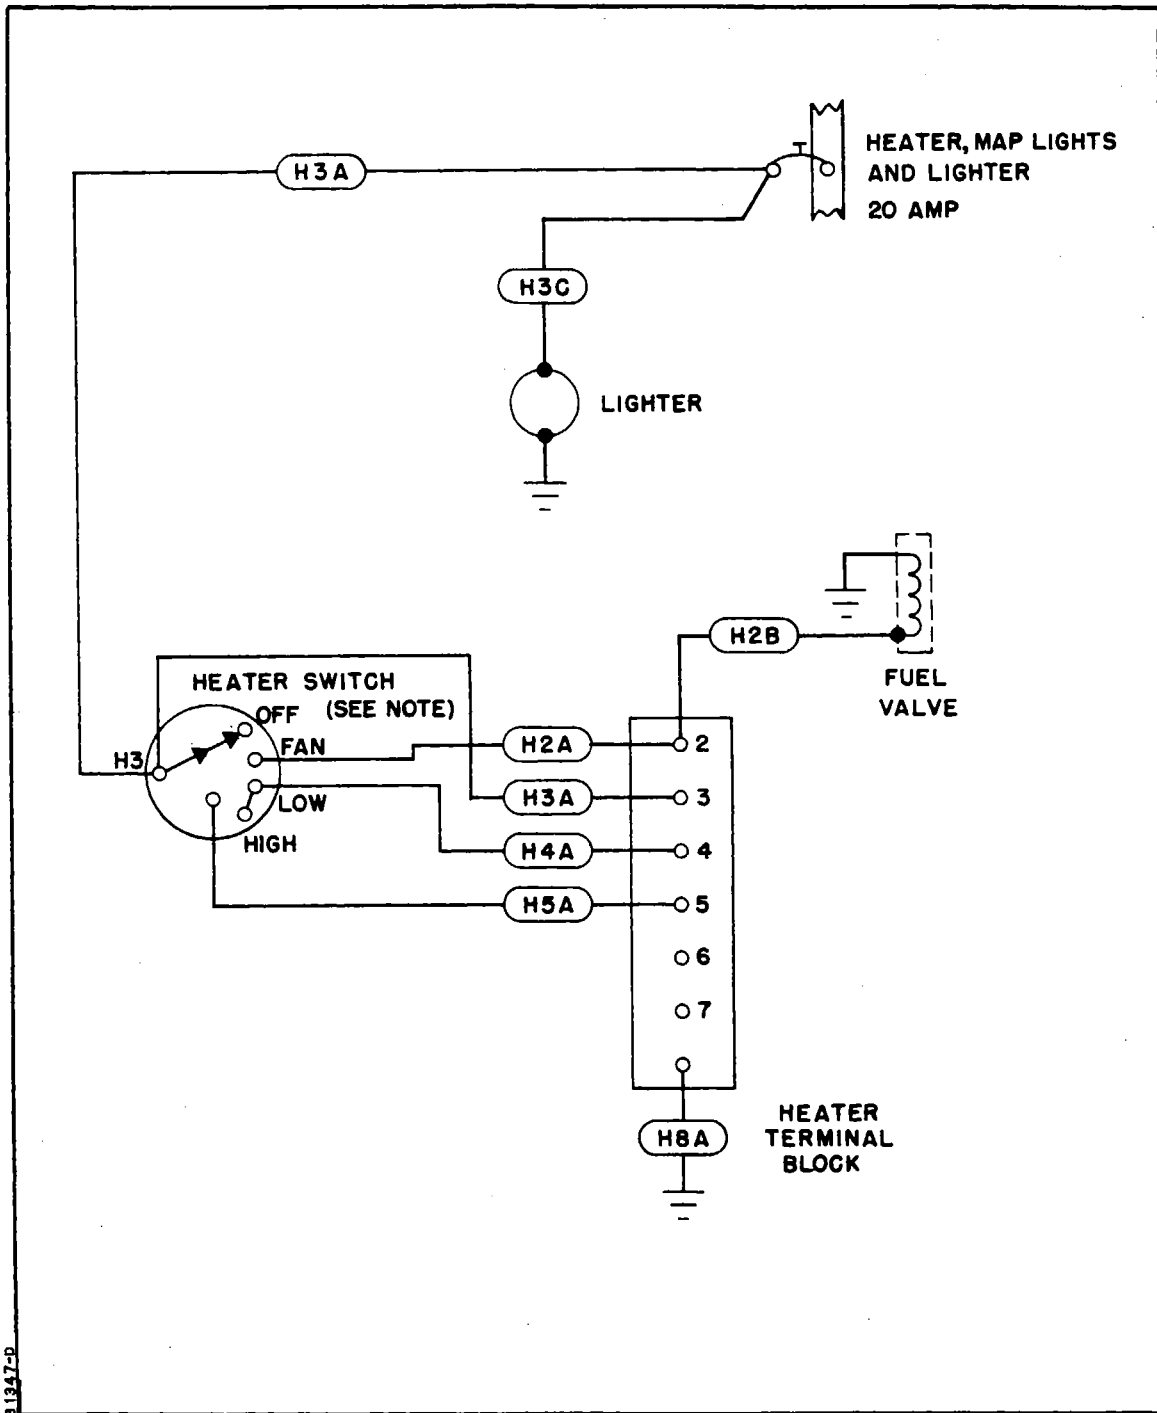 H3A
HEATER, MAP LIGHTS
AND LIGHTER
20 AMP
H3C
LIGHTER
H2B
FUEL
VALVE
HEATER SWITCH
(SEE NOTE)
OFF
FAN
H3
LOW
HIGH
H2A
2
H3A
3
H4A
4
H5A
5
6
7
H8A
HEATER
TERMINAL
BLOCK